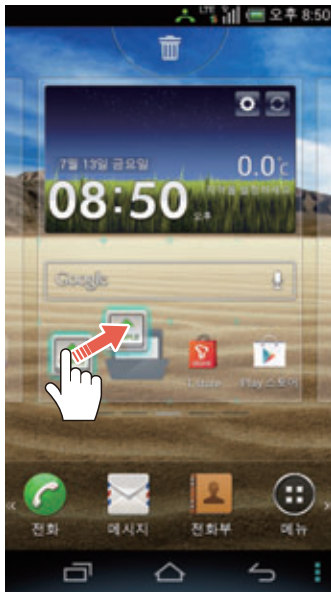 LTE 오후 8:50
7월 13일 금요일
0.0°c
08:50 오후
Google
T store Play 스토어
전화 메시지 전화부 메뉴